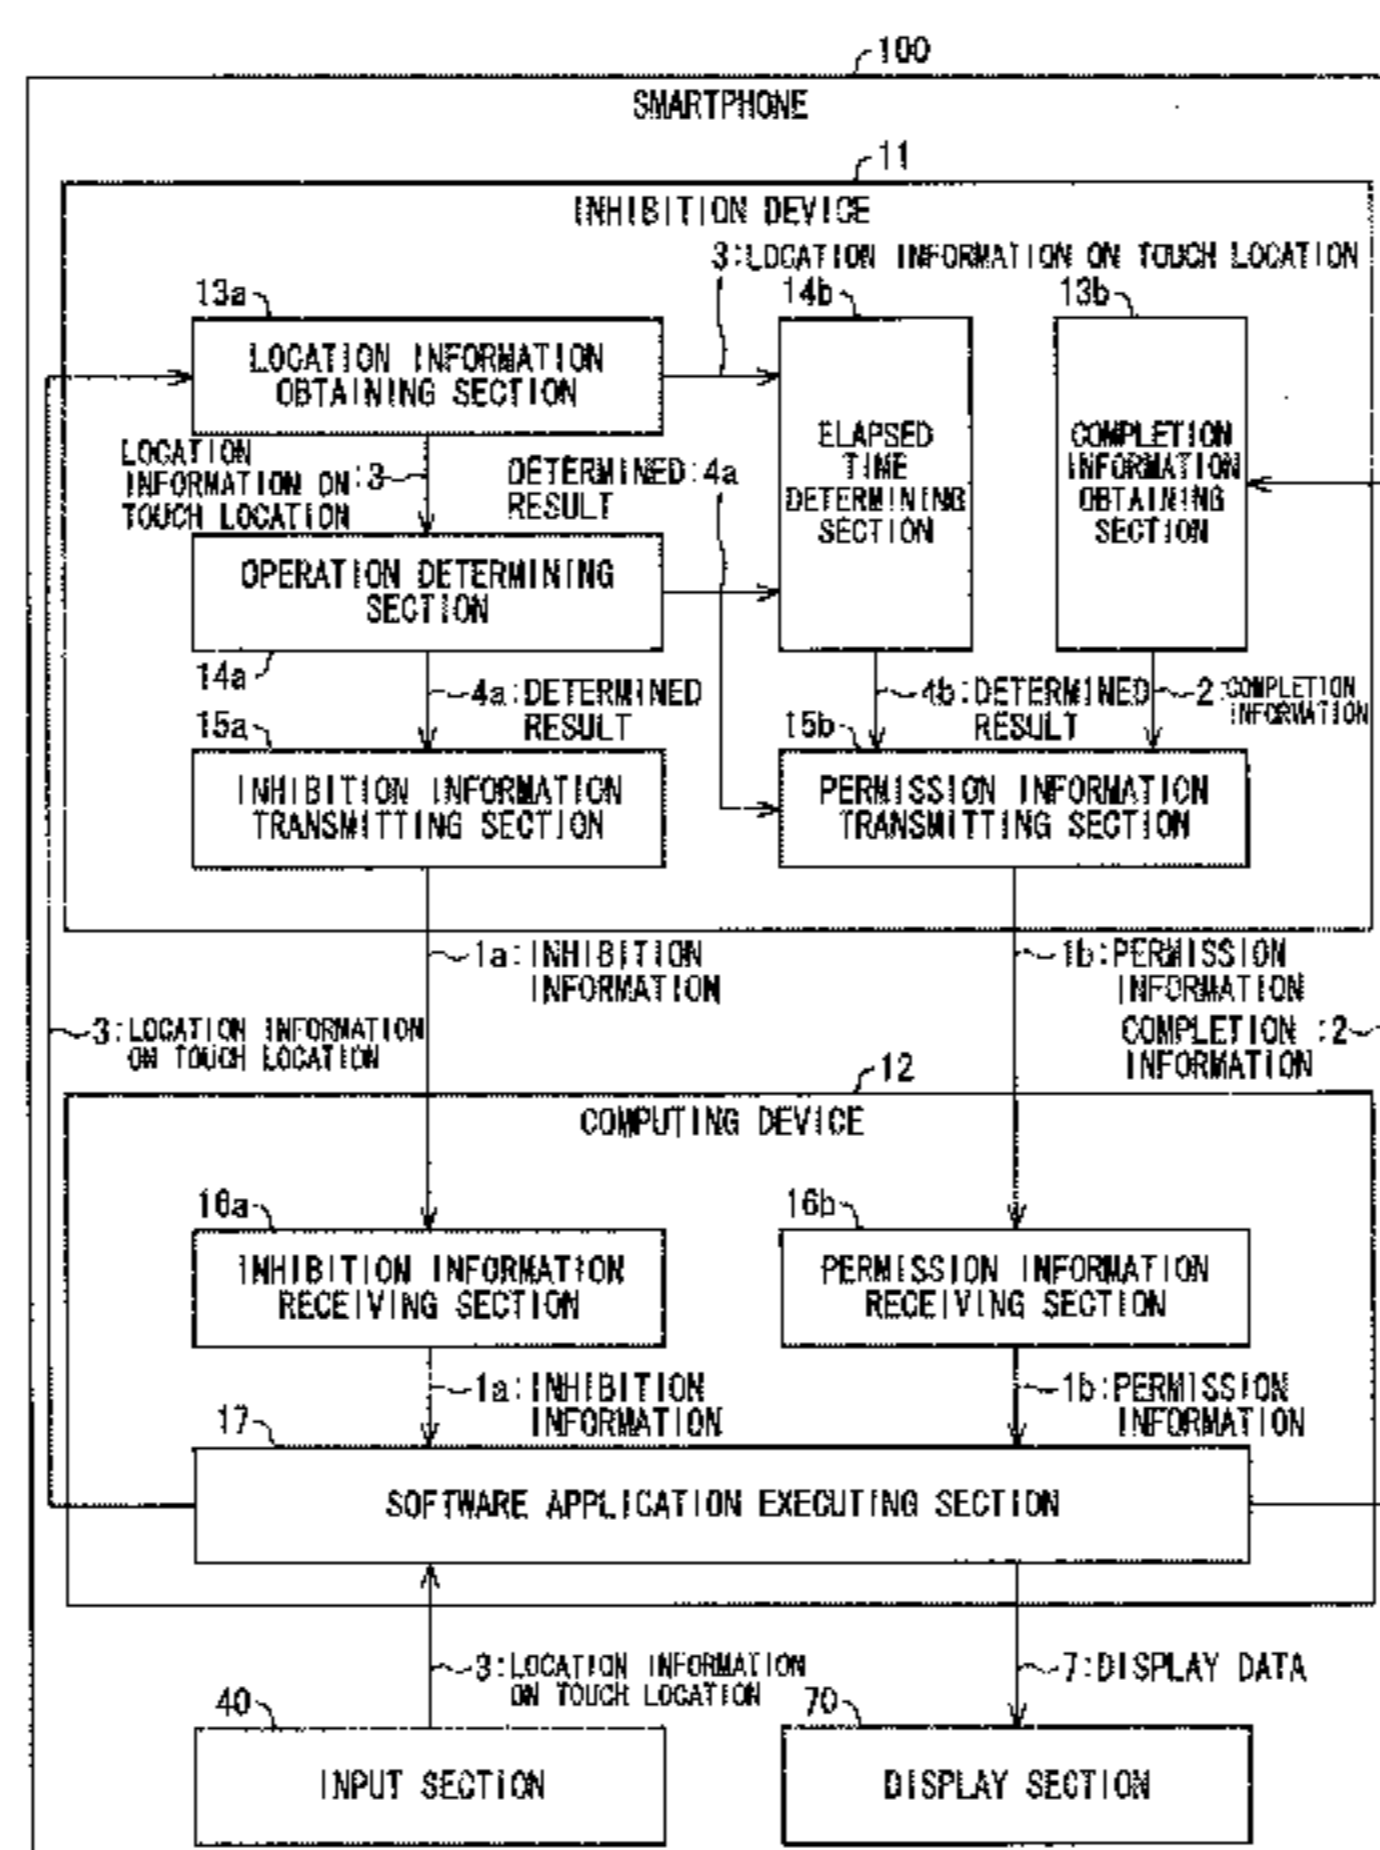 100
SMARTPHONE
11
INHIBITION DEVICE
3:LOCATION INFORMATION ON TOUCH LOCATION
13a
14b
13b
LOCATION INFORMATION
OBTAINING SECTION
ELAPSED
TIME
DETERMINING
SECTION
COMPLETION
INFORMATION
OBTAINING
SECTION
LOCATION
INFORMATION ON:3
TOUCH LOCATION
DETERMINED:4a
RESULT
OPERATION DETERMINING
SECTION
14a
4a:DETERMINED
RESULT
4b:DETERMINED
RESULT
2:COMPLETION
INFORMATION
15a
15b
INHIBITION INFORMATION
TRANSMITTING SECTION
PERMISSION INFORMATION
TRANSMITTING SECTION
1a:INHIBITION
INFORMATION
1b:PERMISSION
INFORMATION
3:LOCATION INFORMATION
ON TOUCH LOCATION
COMPLETION :2
INFORMATION
12
COMPUTING DEVICE
16a
16b
INHIBITION INFORMATION
RECEIVING SECTION
PERMISSION INFORMATION
RECEIVING SECTION
1a:INHIBITION
INFORMATION
1b:PERMISSION
INFORMATION
17
SOFTWARE APPLICATION EXECUTING SECTION
3:LOCATION INFORMATION
ON TOUCH LOCATION
7:DISPLAY DATA
40
70
INPUT SECTION
DISPLAY SECTION